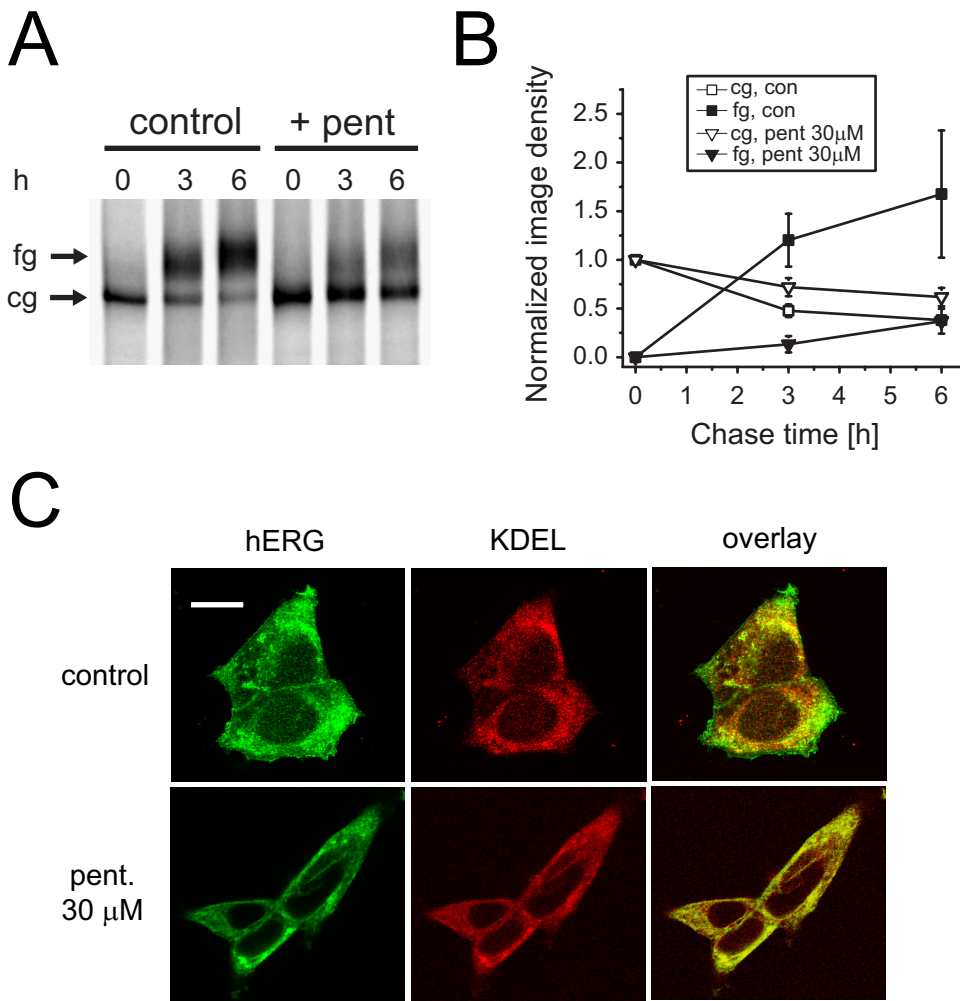 A
control + pent
h 0 3 6 0 3 6
fg
cg
B
cg, con
fg, con
cg, pent 30μM
fg, pent 30μM
Normalized image density
2.5
2.0
1.5
1.0
0.5
0.0
0 1 2 3 4 5 6
Chase time [h]
C
hERG KDEL overlay
control
pent.
30 μM